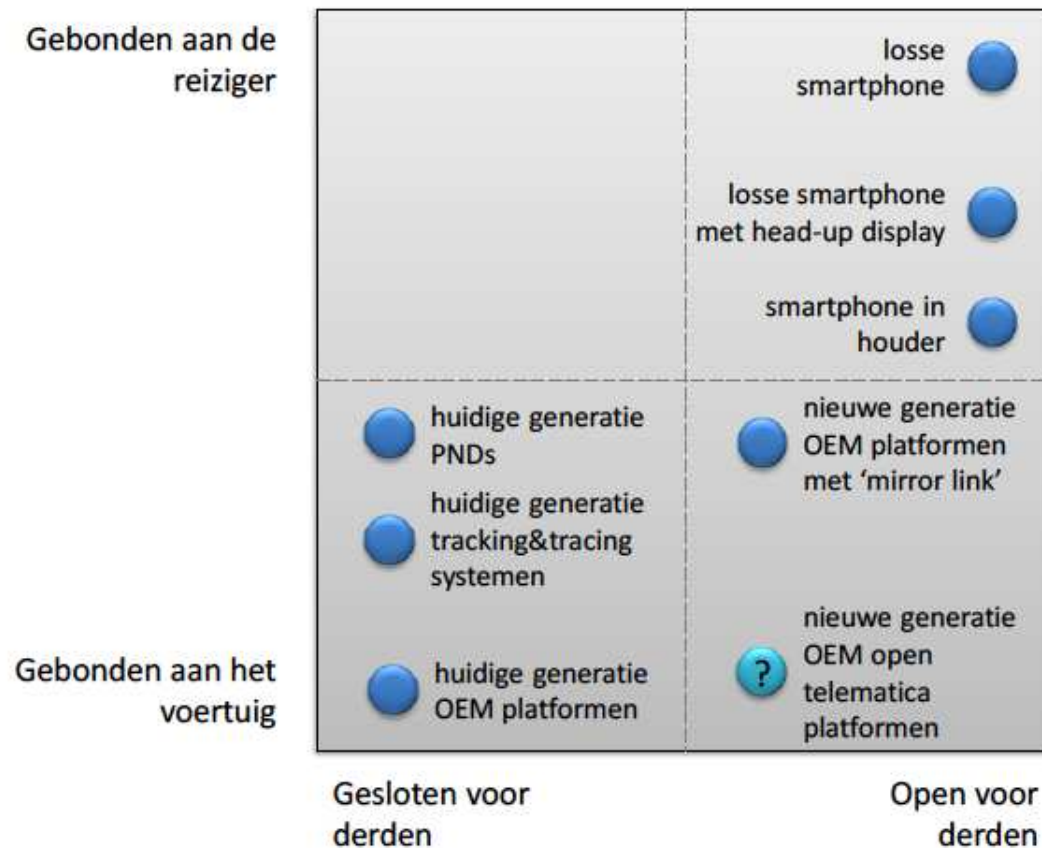 Gebonden aan de
reiziger
losse
smartphone
losse smartphone
met head-up display
smartphone in
houder
huidige generatie
PNDs
huidige generatie
tracking&tracing
systemen
huidige generatie
OEM platformen
nieuwe generatie
OEM platformen
met ‘mirror link’
?
nieuwe generatie
OEM open
telematica
platformen
Gebonden aan het
voertuig
Gesloten voor
derden
Open voor
derden